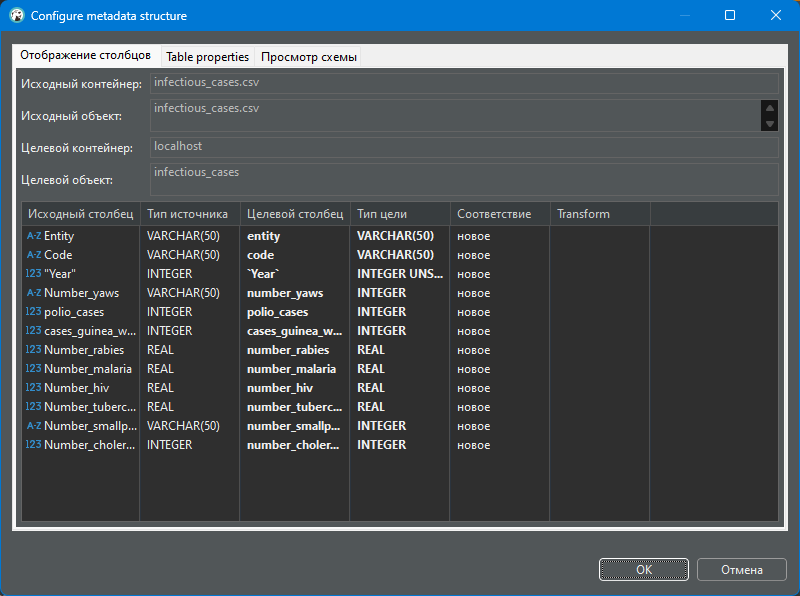 Configure metadata structure
Отображение столбцов Table properties Просмотр схемы
Исходный контейнер: infectious_cases.csv
Исходный объект: infectious_cases.csv
Целевой контейнер: localhost
Целевой объект: infectious_cases
Исходный столбец Тип источника Целевой столбец Тип цели Соответствие Transform
A-Z Entity VARCHAR(50) entity VARCHAR(50) новое
A-Z Code VARCHAR(50) code VARCHAR(50) новое
123 "Year" INTEGER `Year` INTEGER UNS... новое
A-Z Number_yaws VARCHAR(50) number_yaws INTEGER новое
123 polio_cases INTEGER polio_cases INTEGER новое
123 cases_guinea_w... INTEGER cases_guinea_w... INTEGER новое
123 Number_rabies REAL number_rabies REAL новое
123 Number_malaria REAL number_malaria REAL новое
123 Number_hiv REAL number_hiv REAL новое
123 Number_tuberc... REAL number_tuberc... REAL новое
A-Z Number_smallp... VARCHAR(50) number_smallp... INTEGER новое
123 Number_choler... INTEGER number_choler... INTEGER новое
OK Отмена